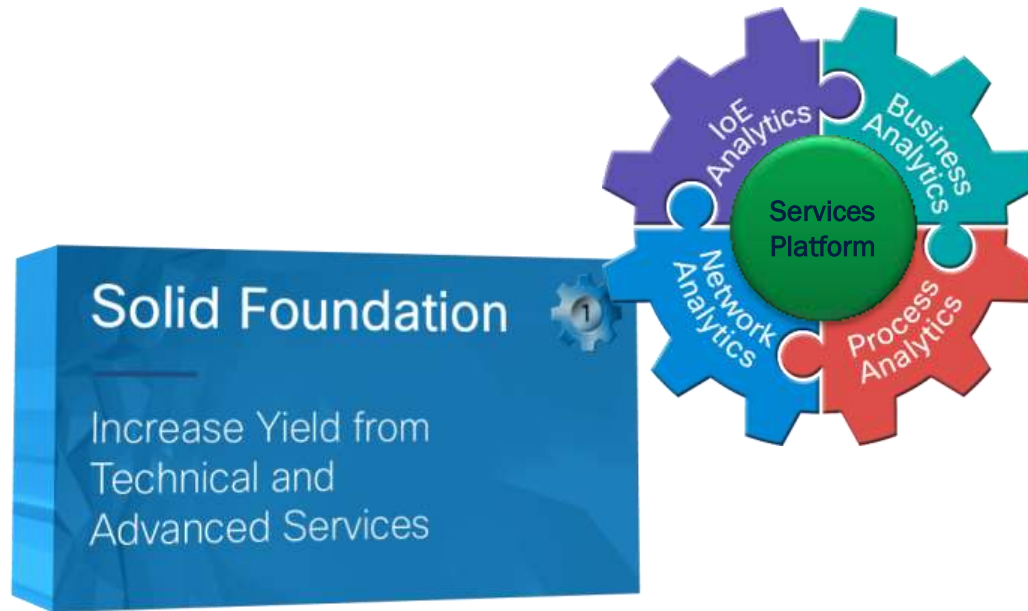 IoE
Analytics
Business
Analytics
Services
Platform
Network
Analytics
Process
Analytics
Solid Foundation
1
Increase Yield from
Technical and
Advanced Services